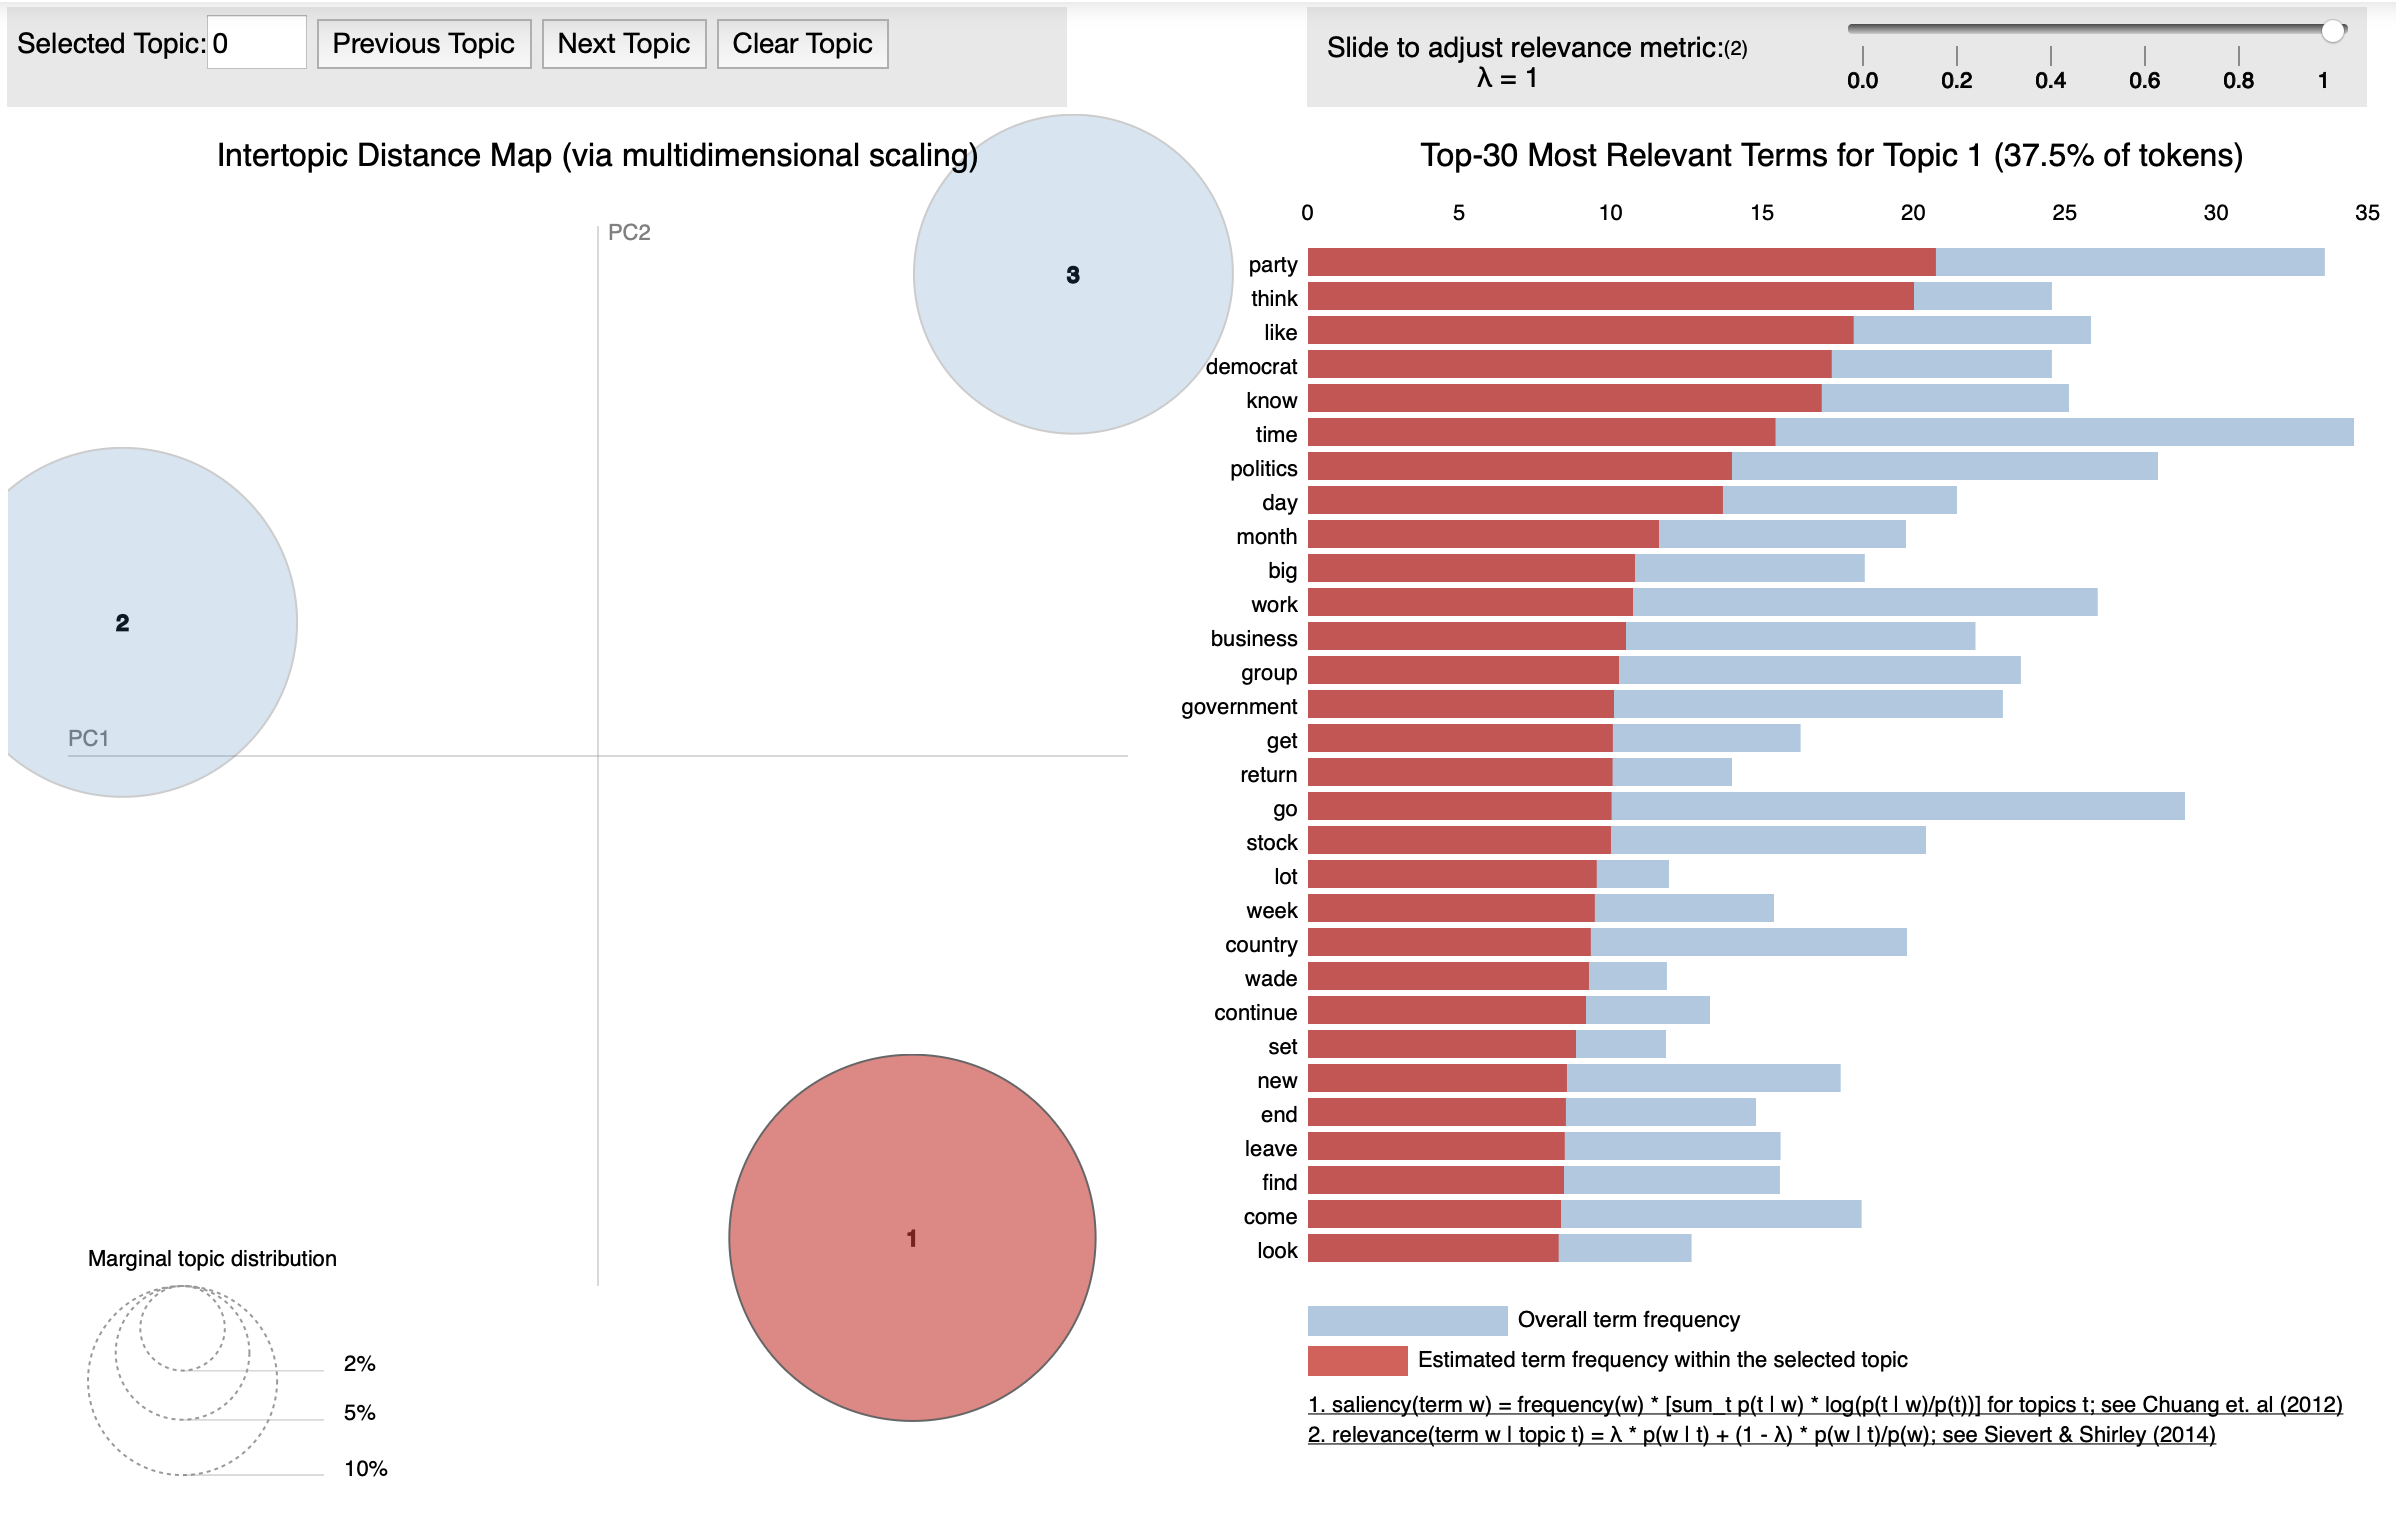 Selected Topic: 0 Previous Topic Next Topic Clear Topic
Slide to adjust relevance metric:(2)
λ = 1
0.0 0.2 0.4 0.6 0.8 1
Intertopic Distance Map (via multidimensional scaling)
PC2
3
2
PC1
1
Marginal topic distribution
2%
5%
10%
Top-30 Most Relevant Terms for Topic 1 (37.5% of tokens)
0 5 10 15 20 25 30 35
party
think
like
democrat
know
time
politics
day
month
big
work
business
group
government
get
return
go
stock
lot
week
country
wade
continue
set
new
end
leave
find
come
look
Overall term frequency
Estimated term frequency within the selected topic
1. saliency(term w) = frequency(w) * [sum_t p(t | w) * log(p(t | w)/p(t))] for topics t; see Chuang et. al (2012)
2. relevance(term w | topic t) = λ * p(w | t) + (1 - λ) * p(w | t)/p(w); see Sievert & Shirley (2014)